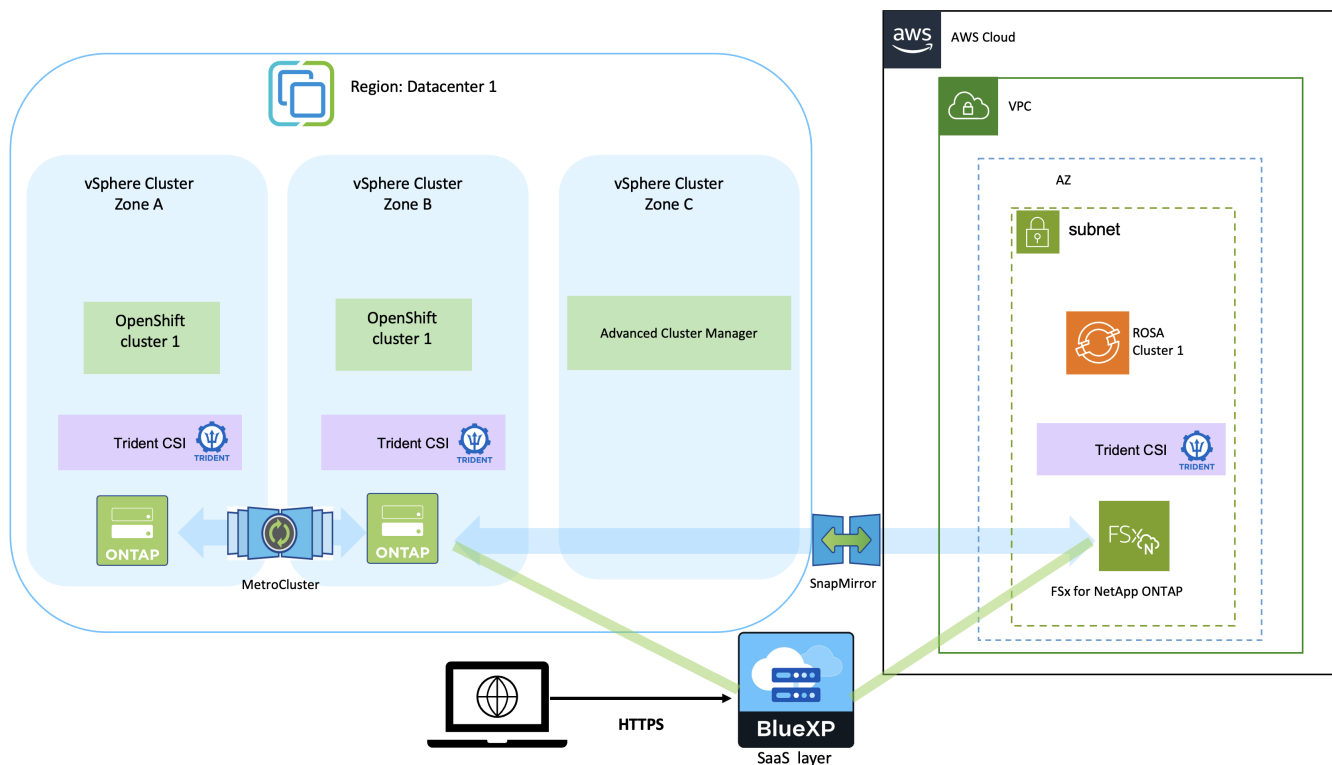 aws
AWS Cloud
Region: Datacenter 1
VPC
vSphere Cluster
Zone A
vSphere Cluster
Zone B
vSphere Cluster
Zone C
AZ
subnet
OpenShift
cluster 1
OpenShift
cluster 1
Advanced Cluster Manager
ROSA
Cluster 1
Trident CSI
TRIDENT
Trident CSI
TRIDENT
Trident CSI
TRIDENT
ONTAP
MetroCluster
ONTAP
SnapMirror
FSx
N
FSx for NetApp ONTAP
HTTPS
BlueXP
SaaS layer